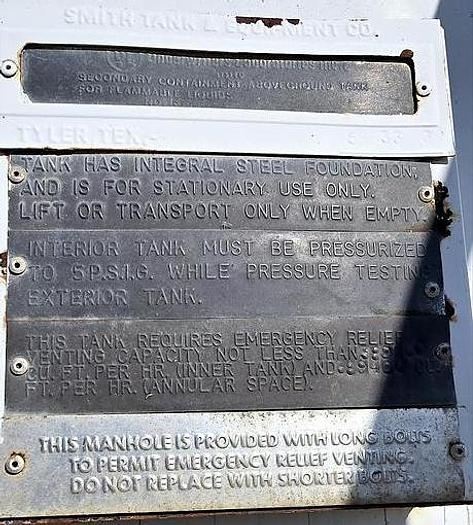 SMITH TANK & EQUIPMENT CO.
Underwriters Laboratories Inc.
SECONDARY CONTAINMENT ABOVEGROUND TANK
FOR FLAMMABLE LIQUIDS
TYLER, TEX.
TANK HAS INTEGRAL STEEL FOUNDATION,
AND IS FOR STATIONARY USE ONLY.
LIFT OR TRANSPORT ONLY WHEN EMPTY.
INTERIOR TANK MUST BE PRESSURIZED
TO 5 P.S.I.G. WHILE PRESSURE TESTING
EXTERIOR TANK.
THIS TANK REQUIRES EMERGENCY RELIEF
VENTING CAPACITY NOT LESS THAN
CU. FT. PER HR. (INNER TANK) AND
FT. PER HR. (ANNULAR SPACE).
THIS MANHOLE IS PROVIDED WITH LONG BOLTS
TO PERMIT EMERGENCY RELIEF VENTING.
DO NOT REPLACE WITH SHORTER BOLTS.